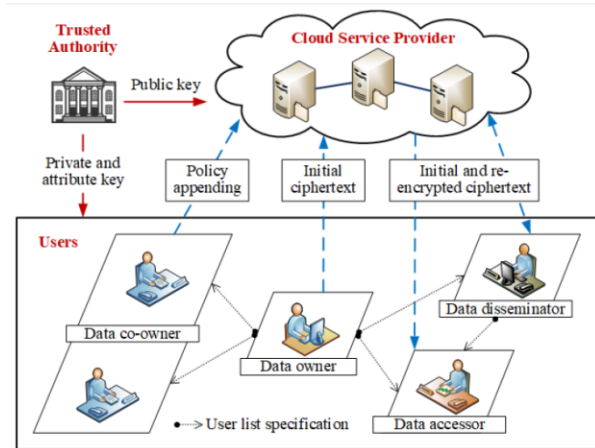 Trusted
Authority
Cloud Service Provider
Public key
Private and
attribute key
Policy
appending
Initial
ciphertext
Initial and re-
encrypted ciphertext
Users
Data co-owner
Data owner
Data disseminator
Data accessor
User list specification